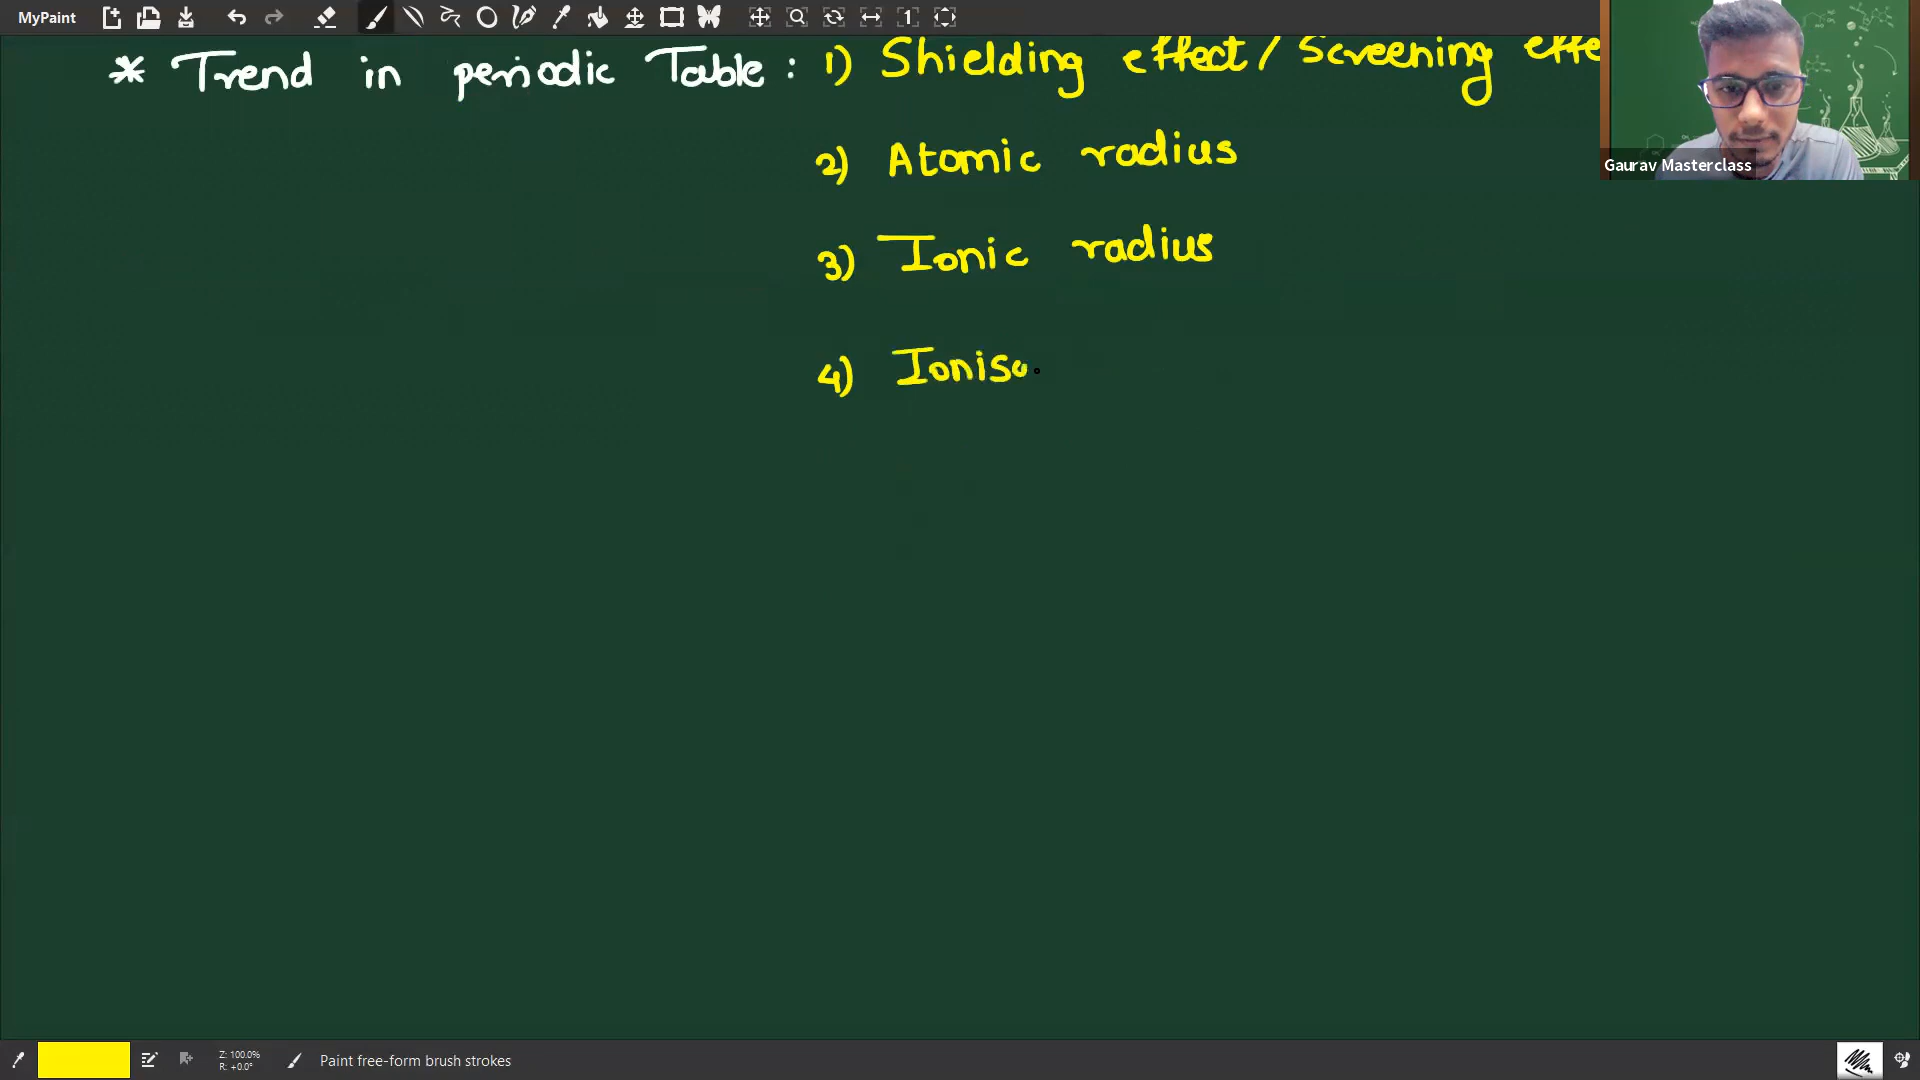 MyPaint
* Trend in periodic Table : 1) Shielding effect / Screening effe
2) Atomic radius
3) Ionic radius
4) Ionisa
Gaurav Masterclass
Z: 100.0%
R: +0.0°
Paint free-form brush strokes